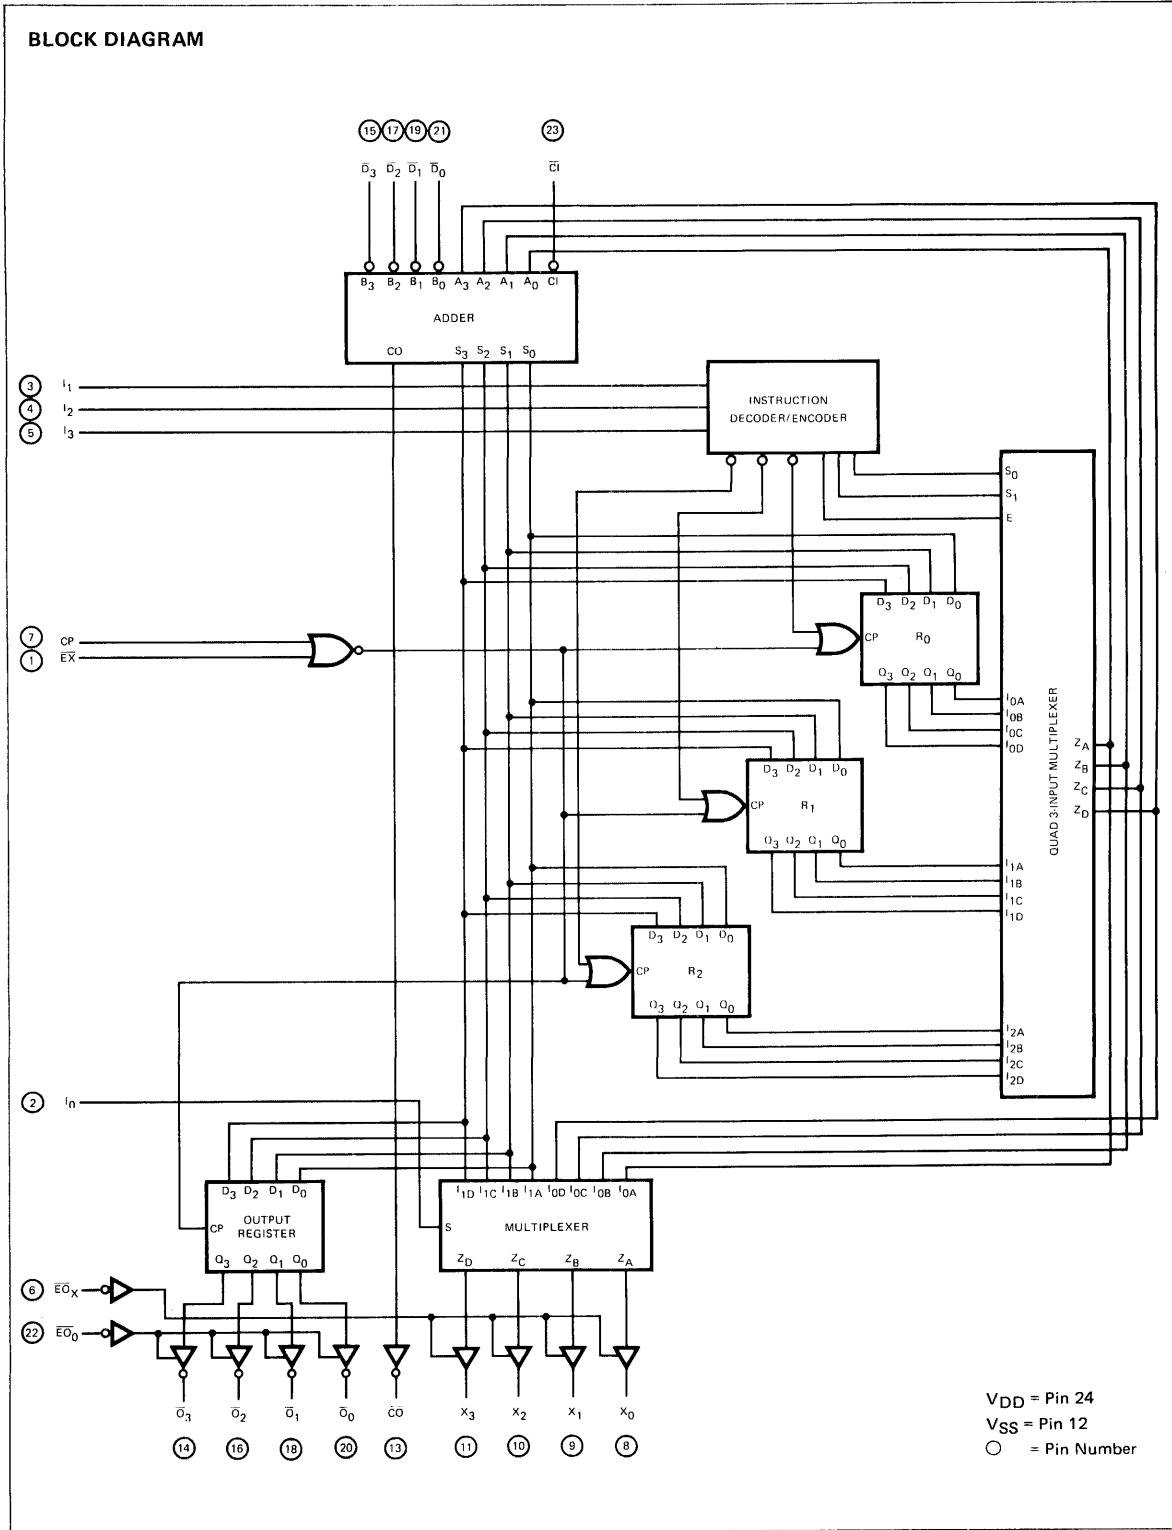 BLOCK DIAGRAM
15 17 19 21 23
D̅3 D̅2 D̅1 D̅0 C̅I̅
B3 B2 B1 B0 A3 A2 A1 A0 CI
ADDER
CO S3 S2 S1 S0
3 I1
4 I2
5 I3
INSTRUCTION
DECODER/ENCODER
S0
S1
E
QUAD 3-INPUT MULTIPLEXER
7 CP
1 E̅X̅
D3 D2 D1 D0
CP R0
Q3 Q2 Q1 Q0
I0A
I0B
I0C
I0D
ZA
ZB
ZC
ZD
D3 D2 D1 D0
CP R1
Q3 Q2 Q1 Q0
I1A
I1B
I1C
I1D
D3 D2 D1 D0
CP R2
Q3 Q2 Q1 Q0
I2A
I2B
I2C
I2D
2 I0
D3 D2 D1 D0
CP OUTPUT
REGISTER
Q3 Q2 Q1 Q0
I1D I1C I1B I1A I0D I0C I0B I0A
S MULTIPLEXER
ZD ZC ZB ZA
6 E̅O̅X
22 E̅O̅0
O̅3 O̅2 O̅1 O̅0 C̅O̅ X3 X2 X1 X0
14 16 18 20 13 11 10 9 8
VDD = Pin 24
VSS = Pin 12
= Pin Number